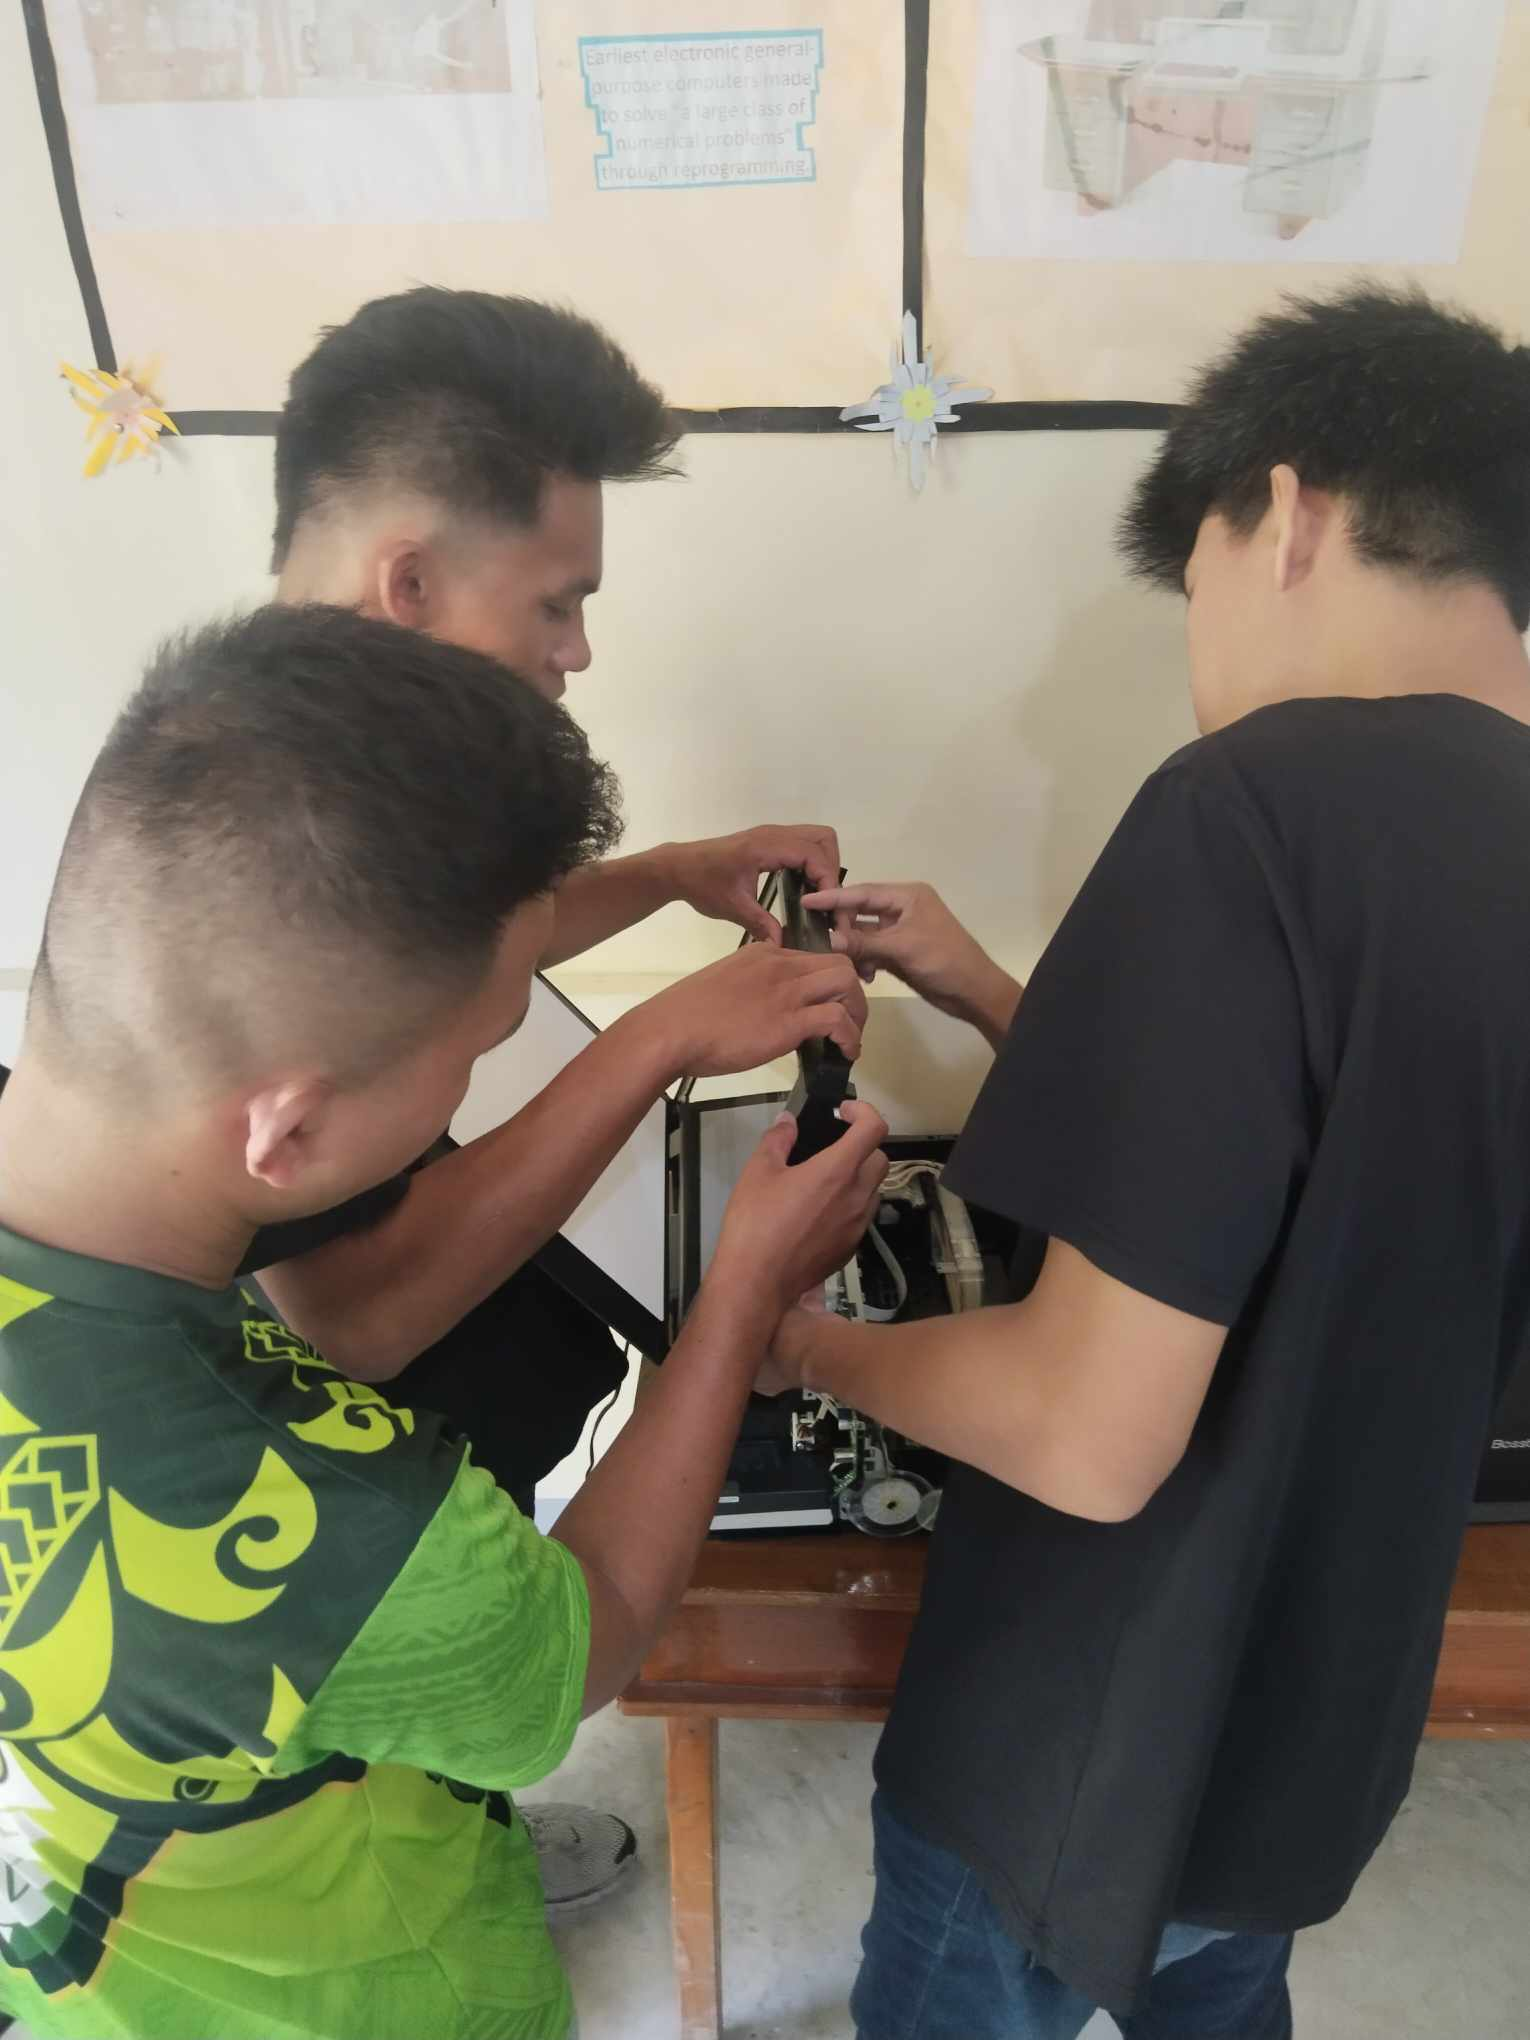 Earliest electronic general-
purpose computers made
to solve "a large class of
numerical problems"
through reprogramming.